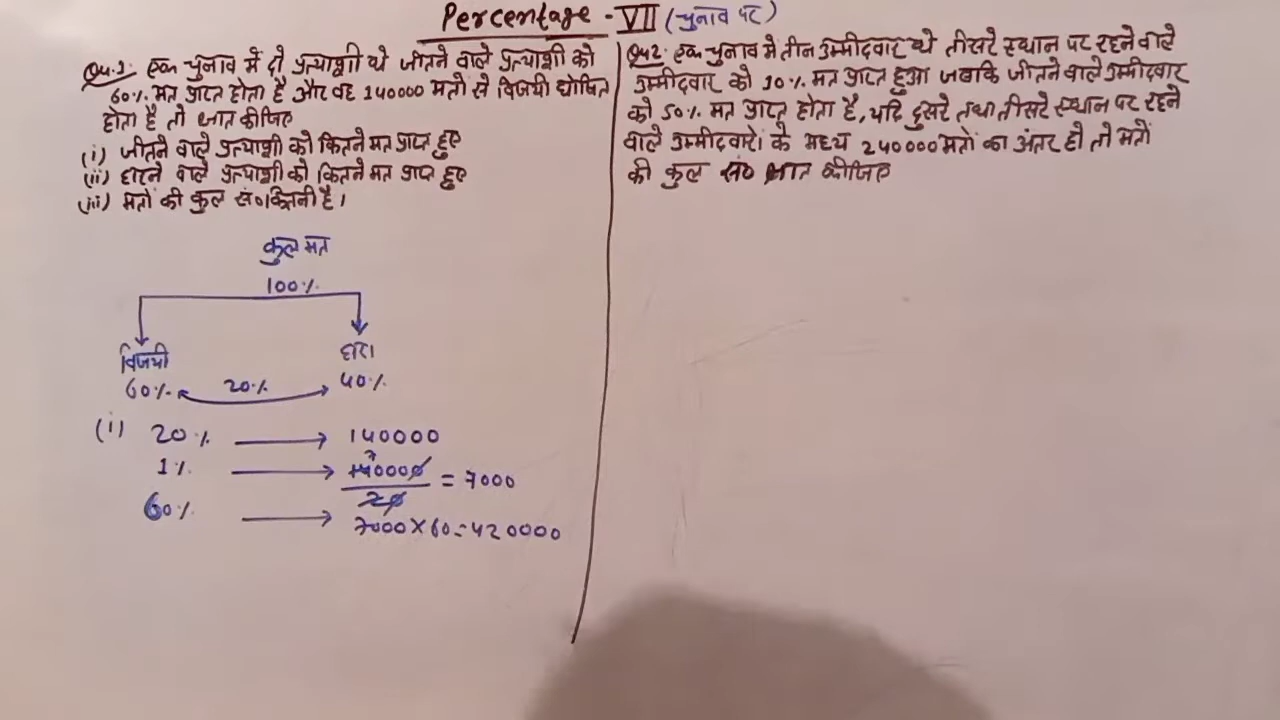 Percentage - VII (चुनाव पर)
Qu.1. एक चुनाव में दो प्रत्याशी थे जीतने वाले प्रत्याशी को
60% मत प्राप्त होता है और वह 140000 मतो से विजयी घोषित
होता है तो ज्ञात कीजिए
(i) जीतने वाले प्रत्याशी को कितने मत प्राप्त हुए
(ii) हारने वाले प्रत्याशी को कितने मत प्राप्त हुए
(iii) मतों की कुल सं० कितनी है।
कुल मत
100%
विजयी हारा
60% 20% 40%
(i) 20% → 140000
1% → 140000/20 = 7000
7
60% → 7000×60=420000
Qu2. एक चुनाव मे तीन उम्मीदवार थे तीसरे स्थान पर रहने वाले
उम्मीदवार को 10% मत प्राप्त हुआ जबकि जीतने वाले उम्मीदवार
को 50% मत प्राप्त होता है, यदि दुसरे तथा तीसरे स्थान पर रहने
वाले उम्मीदवारो के मध्य 240000 मतों का अंतर हो तो मतों
की कुल सं० ज्ञात कीजिए